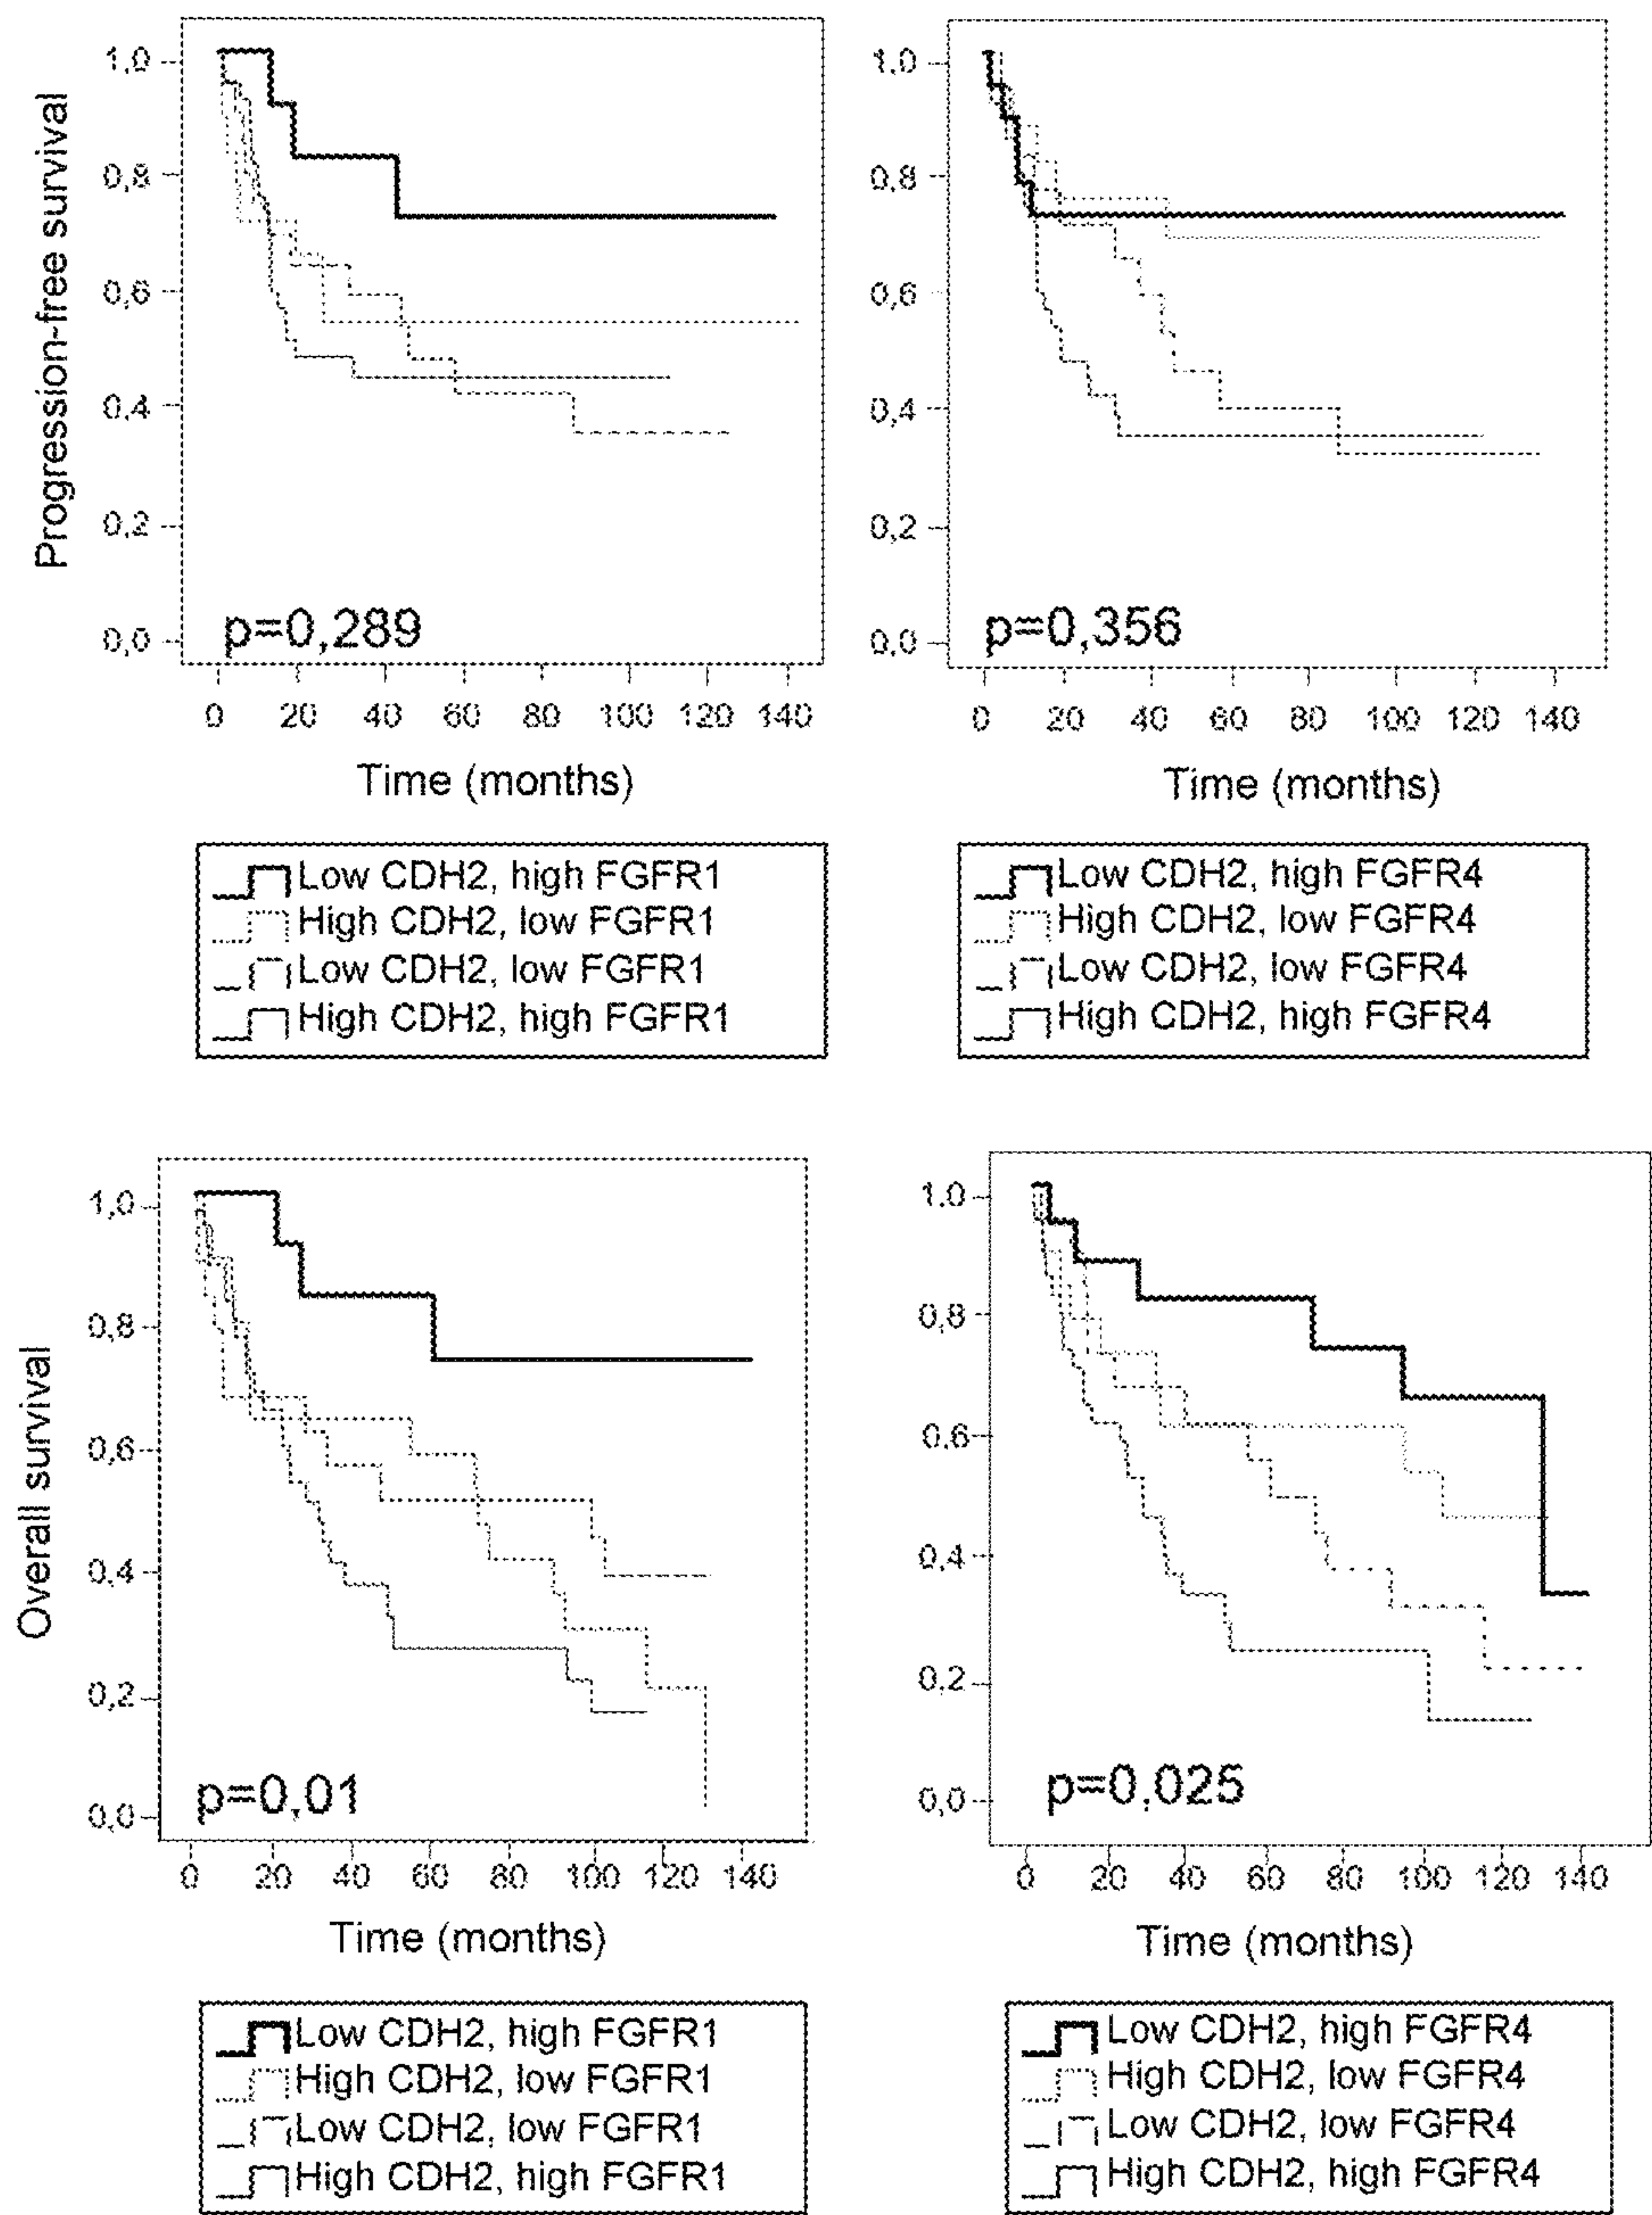 Progression-free survival
1,0
0,8
0,6
0,4
0,2
0,0
p=0,289
0 20 40 60 80 100 120 140
Time (months)
Low CDH2, high FGFR1
High CDH2, low FGFR1
Low CDH2, low FGFR1
High CDH2, high FGFR1
1.0
0,8
0,6
0,4
0,2
0,0
p=0,356
0 20 40 60 80 100 120 140
Time (months)
Low CDH2, high FGFR4
High CDH2, low FGFR4
Low CDH2, low FGFR4
High CDH2, high FGFR4
Overall survival
1,0
0,8
0,6
0,4
0,2
0,0
p=0,01
0 20 40 60 80 100 120 140
Time (months)
Low CDH2, high FGFR1
High CDH2, low FGFR1
Low CDH2, low FGFR1
High CDH2, high FGFR1
1.0
0,8
0,6
0,4
0,2
0,0
p=0,025
0 20 40 60 80 100 120 140
Time (months)
Low CDH2, high FGFR4
High CDH2, low FGFR4
Low CDH2, low FGFR4
High CDH2, high FGFR4